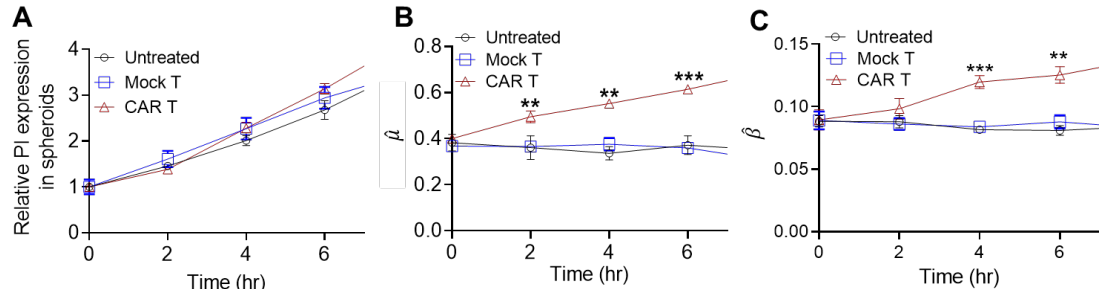 A
Relative PI expression
in spheroids
4
3
2
1
0
Untreated
Mock T
CAR T
0 2 4 6
Time (hr)
B
μ̂
0.8
0.6
0.4
0.2
0.0
Untreated
Mock T
CAR T
** ** ***
0 2 4 6
Time (hr)
C
β̂
0.15
0.10
0.05
0.00
Untreated
Mock T
CAR T
*** **
0 2 4 6
Time (hr)